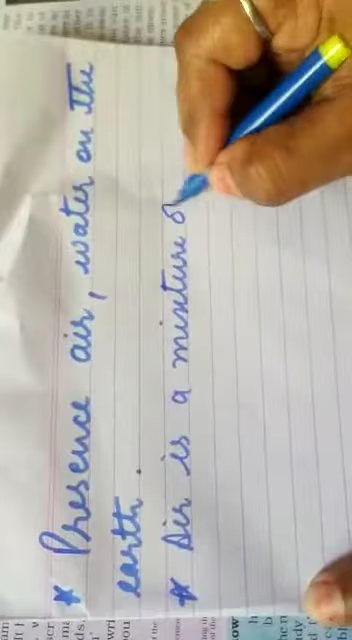 * Presence air, water on the
earth.
* Air is a mixture o